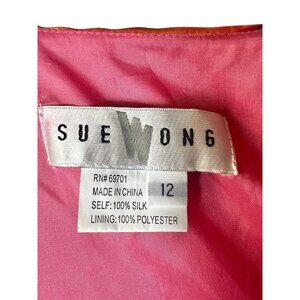 SUE WONG
RN# 69701
MADE IN CHINA
SELF: 100% SILK
LINING: 100% POLYESTER
12